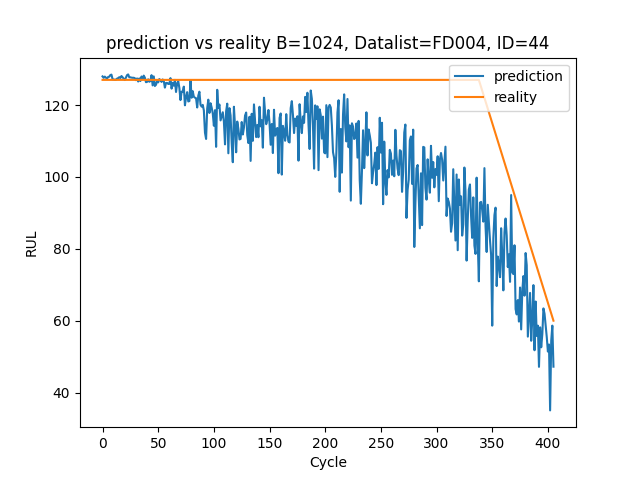 prediction vs reality B=1024, Datalist=FD004, ID=44
prediction
reality
RUL
120
100
80
60
40
0 50 100 150 200 250 300 350 400
Cycle